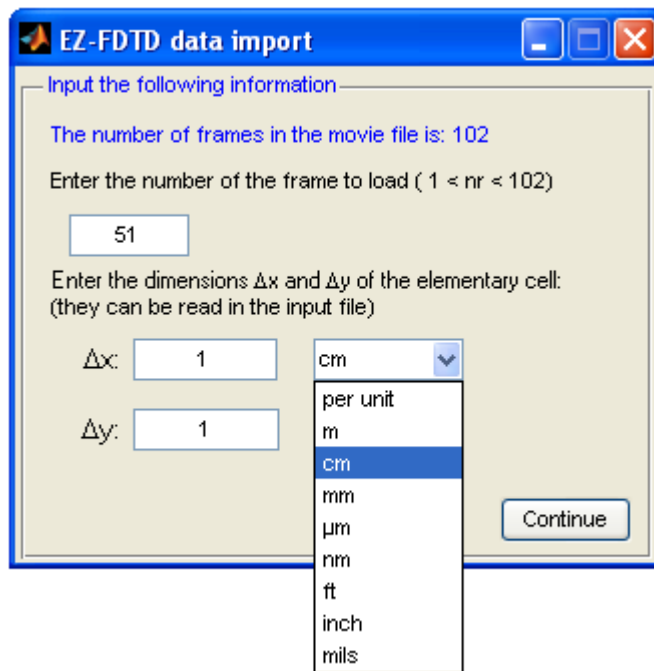 EZ-FDTD data import
Input the following information
The number of frames in the movie file is: 102
Enter the number of the frame to load ( 1 < nr < 102)
51
Enter the dimensions Δx and Δy of the elementary cell:
(they can be read in the input file)
Δx: 1 cm
per unit
Δy: 1
m
cm
mm
µm
Continue
nm
ft
inch
mils